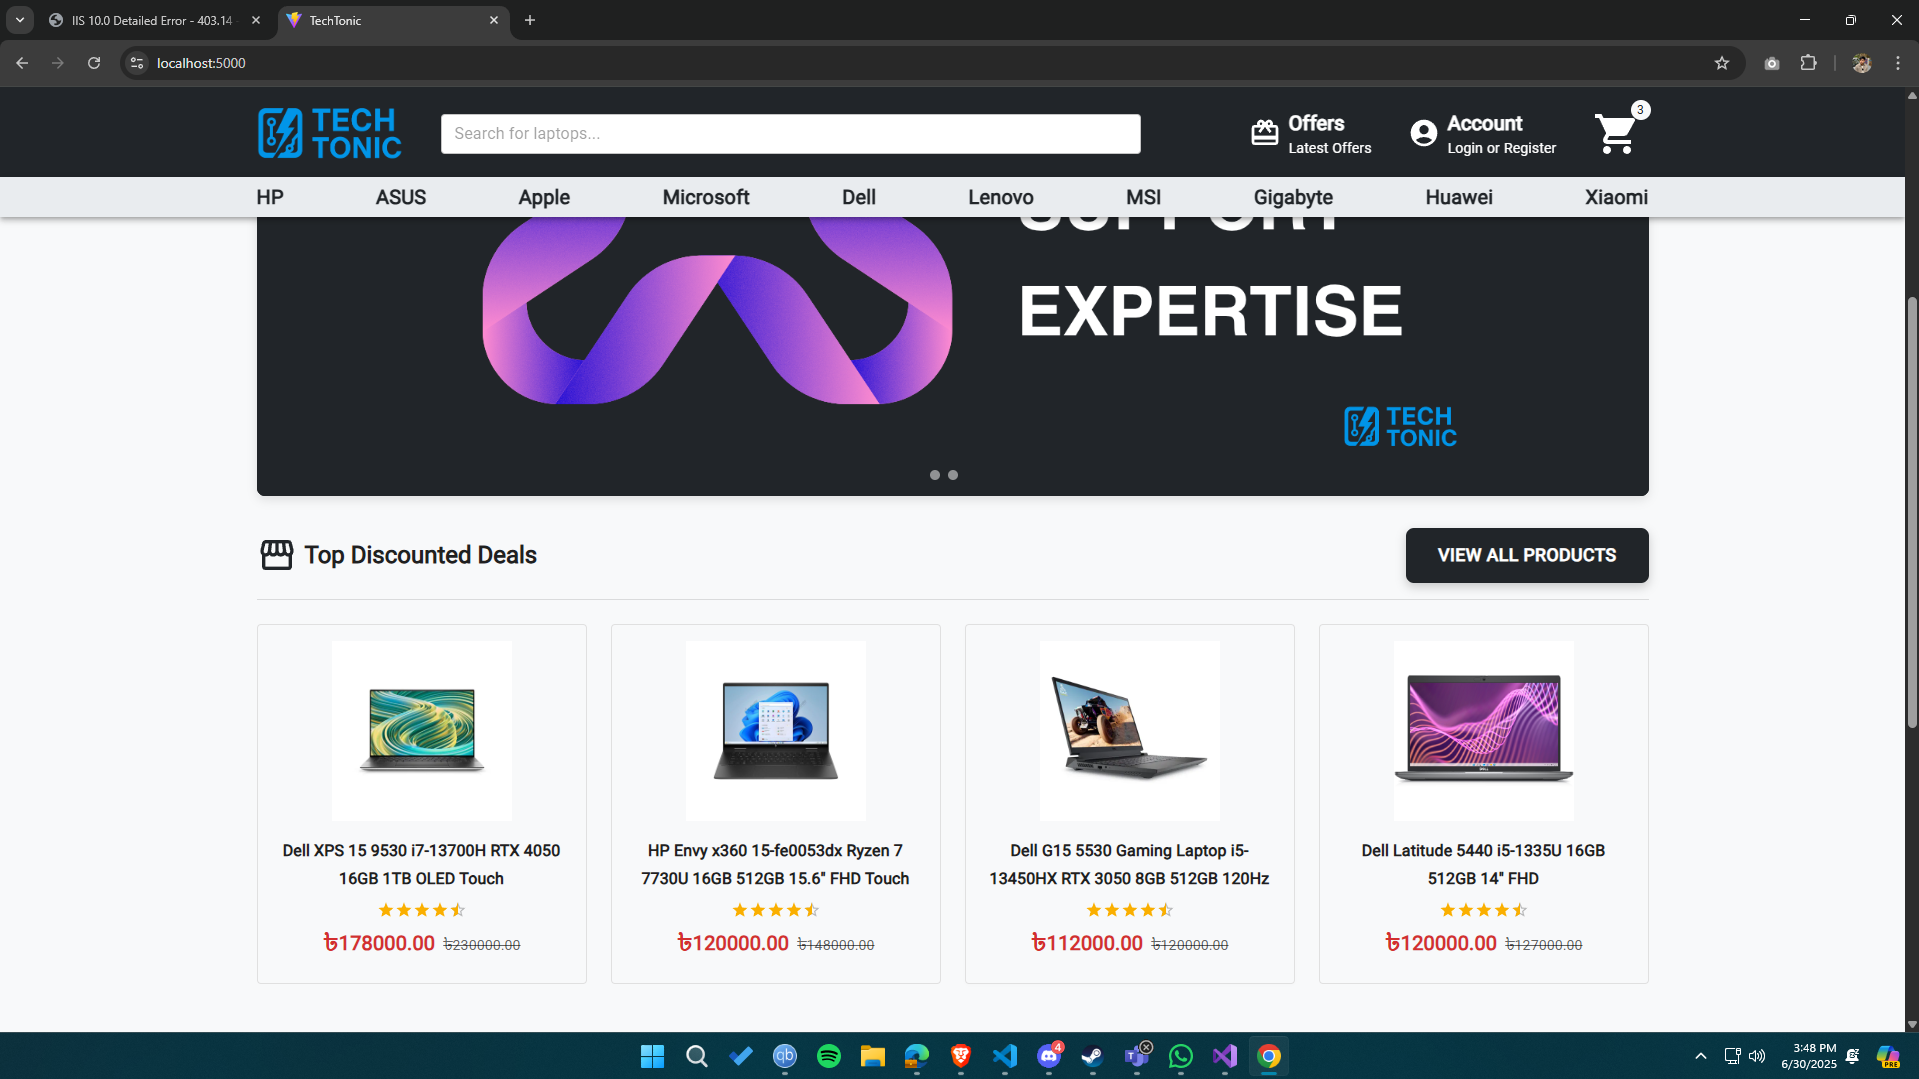 IIS 10.0 Detailed Error - 403.14
TechTonic
localhost:5000
TECH
TONIC
Search for laptops...
Offers
Latest Offers
Account
Login or Register
3
HP ASUS Apple Microsoft Dell Lenovo MSI Gigabyte Huawei Xiaomi
SUPPORT
EXPERTISE
TECH
TONIC
Top Discounted Deals
VIEW ALL PRODUCTS
Dell XPS 15 9530 i7-13700H RTX 4050
16GB 1TB OLED Touch
৳178000.00 ৳230000.00
HP Envy x360 15-fe0053dx Ryzen 7
7730U 16GB 512GB 15.6" FHD Touch
৳120000.00 ৳148000.00
Dell G15 5530 Gaming Laptop i5-
13450HX RTX 3050 8GB 512GB 120Hz
৳112000.00 ৳120000.00
Dell Latitude 5440 i5-1335U 16GB
512GB 14" FHD
৳120000.00 ৳127000.00
qb
4
PRE
3:48 PM
6/30/2025